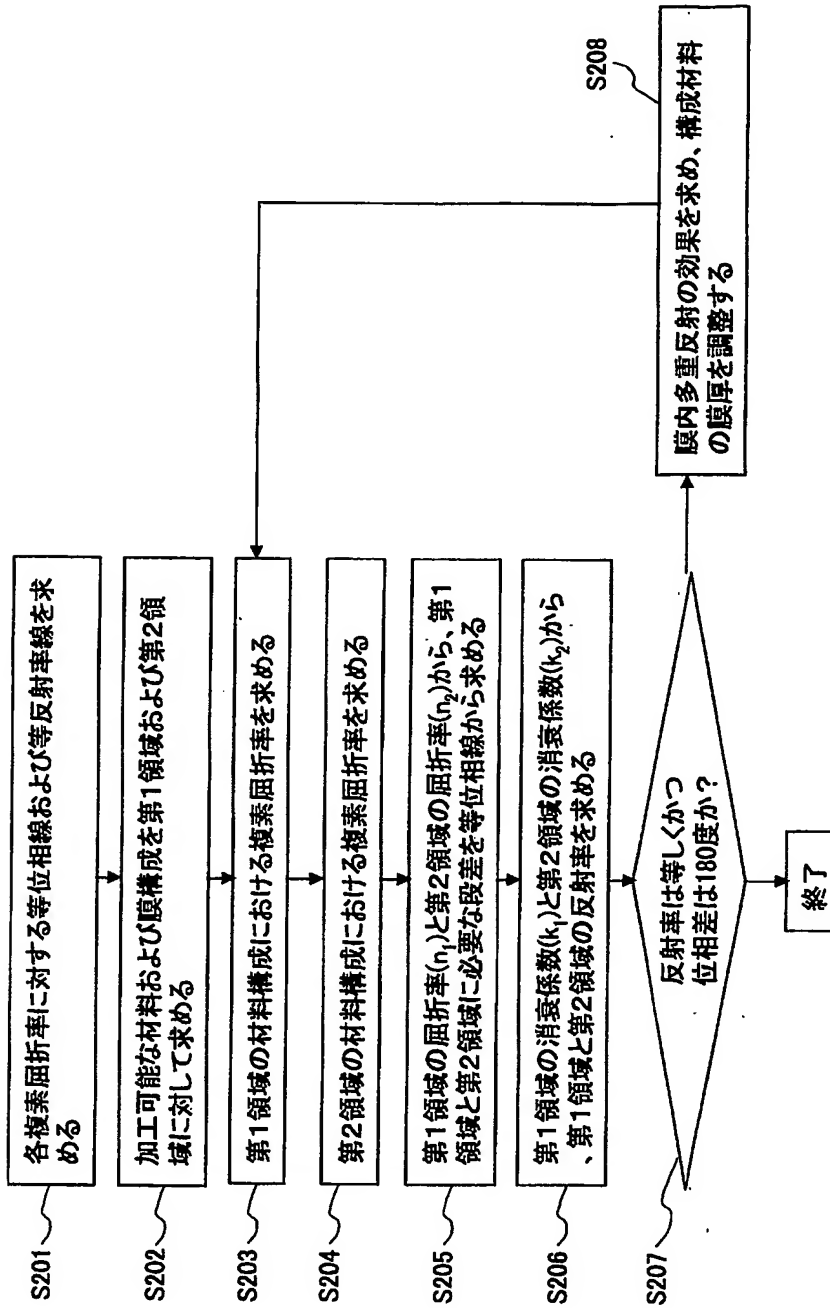 S201
各複素屈折率に対する等位相線および等反射率線を求
める
S202
加工可能な材料および膜構成を第1領域および第2領
域に対して求める
S203
第1領域の材料構成における複素屈折率を求める
S204
第2領域の材料構成における複素屈折率を求める
S205
第1領域の屈折率(n₁)と第2領域の屈折率(n₂)から、第1
領域と第2領域に必要な段差を等位相線から求める
S206
第1領域の消衰係数(k₁)と第2領域の消衰係数(k₂)から
、第1領域と第2領域の反射率を求める
S207
反射率は等しくかつ
位相差は180度か?
S208
膜内多重反射の効果を求め、構成材料
の膜厚を調整する
終了